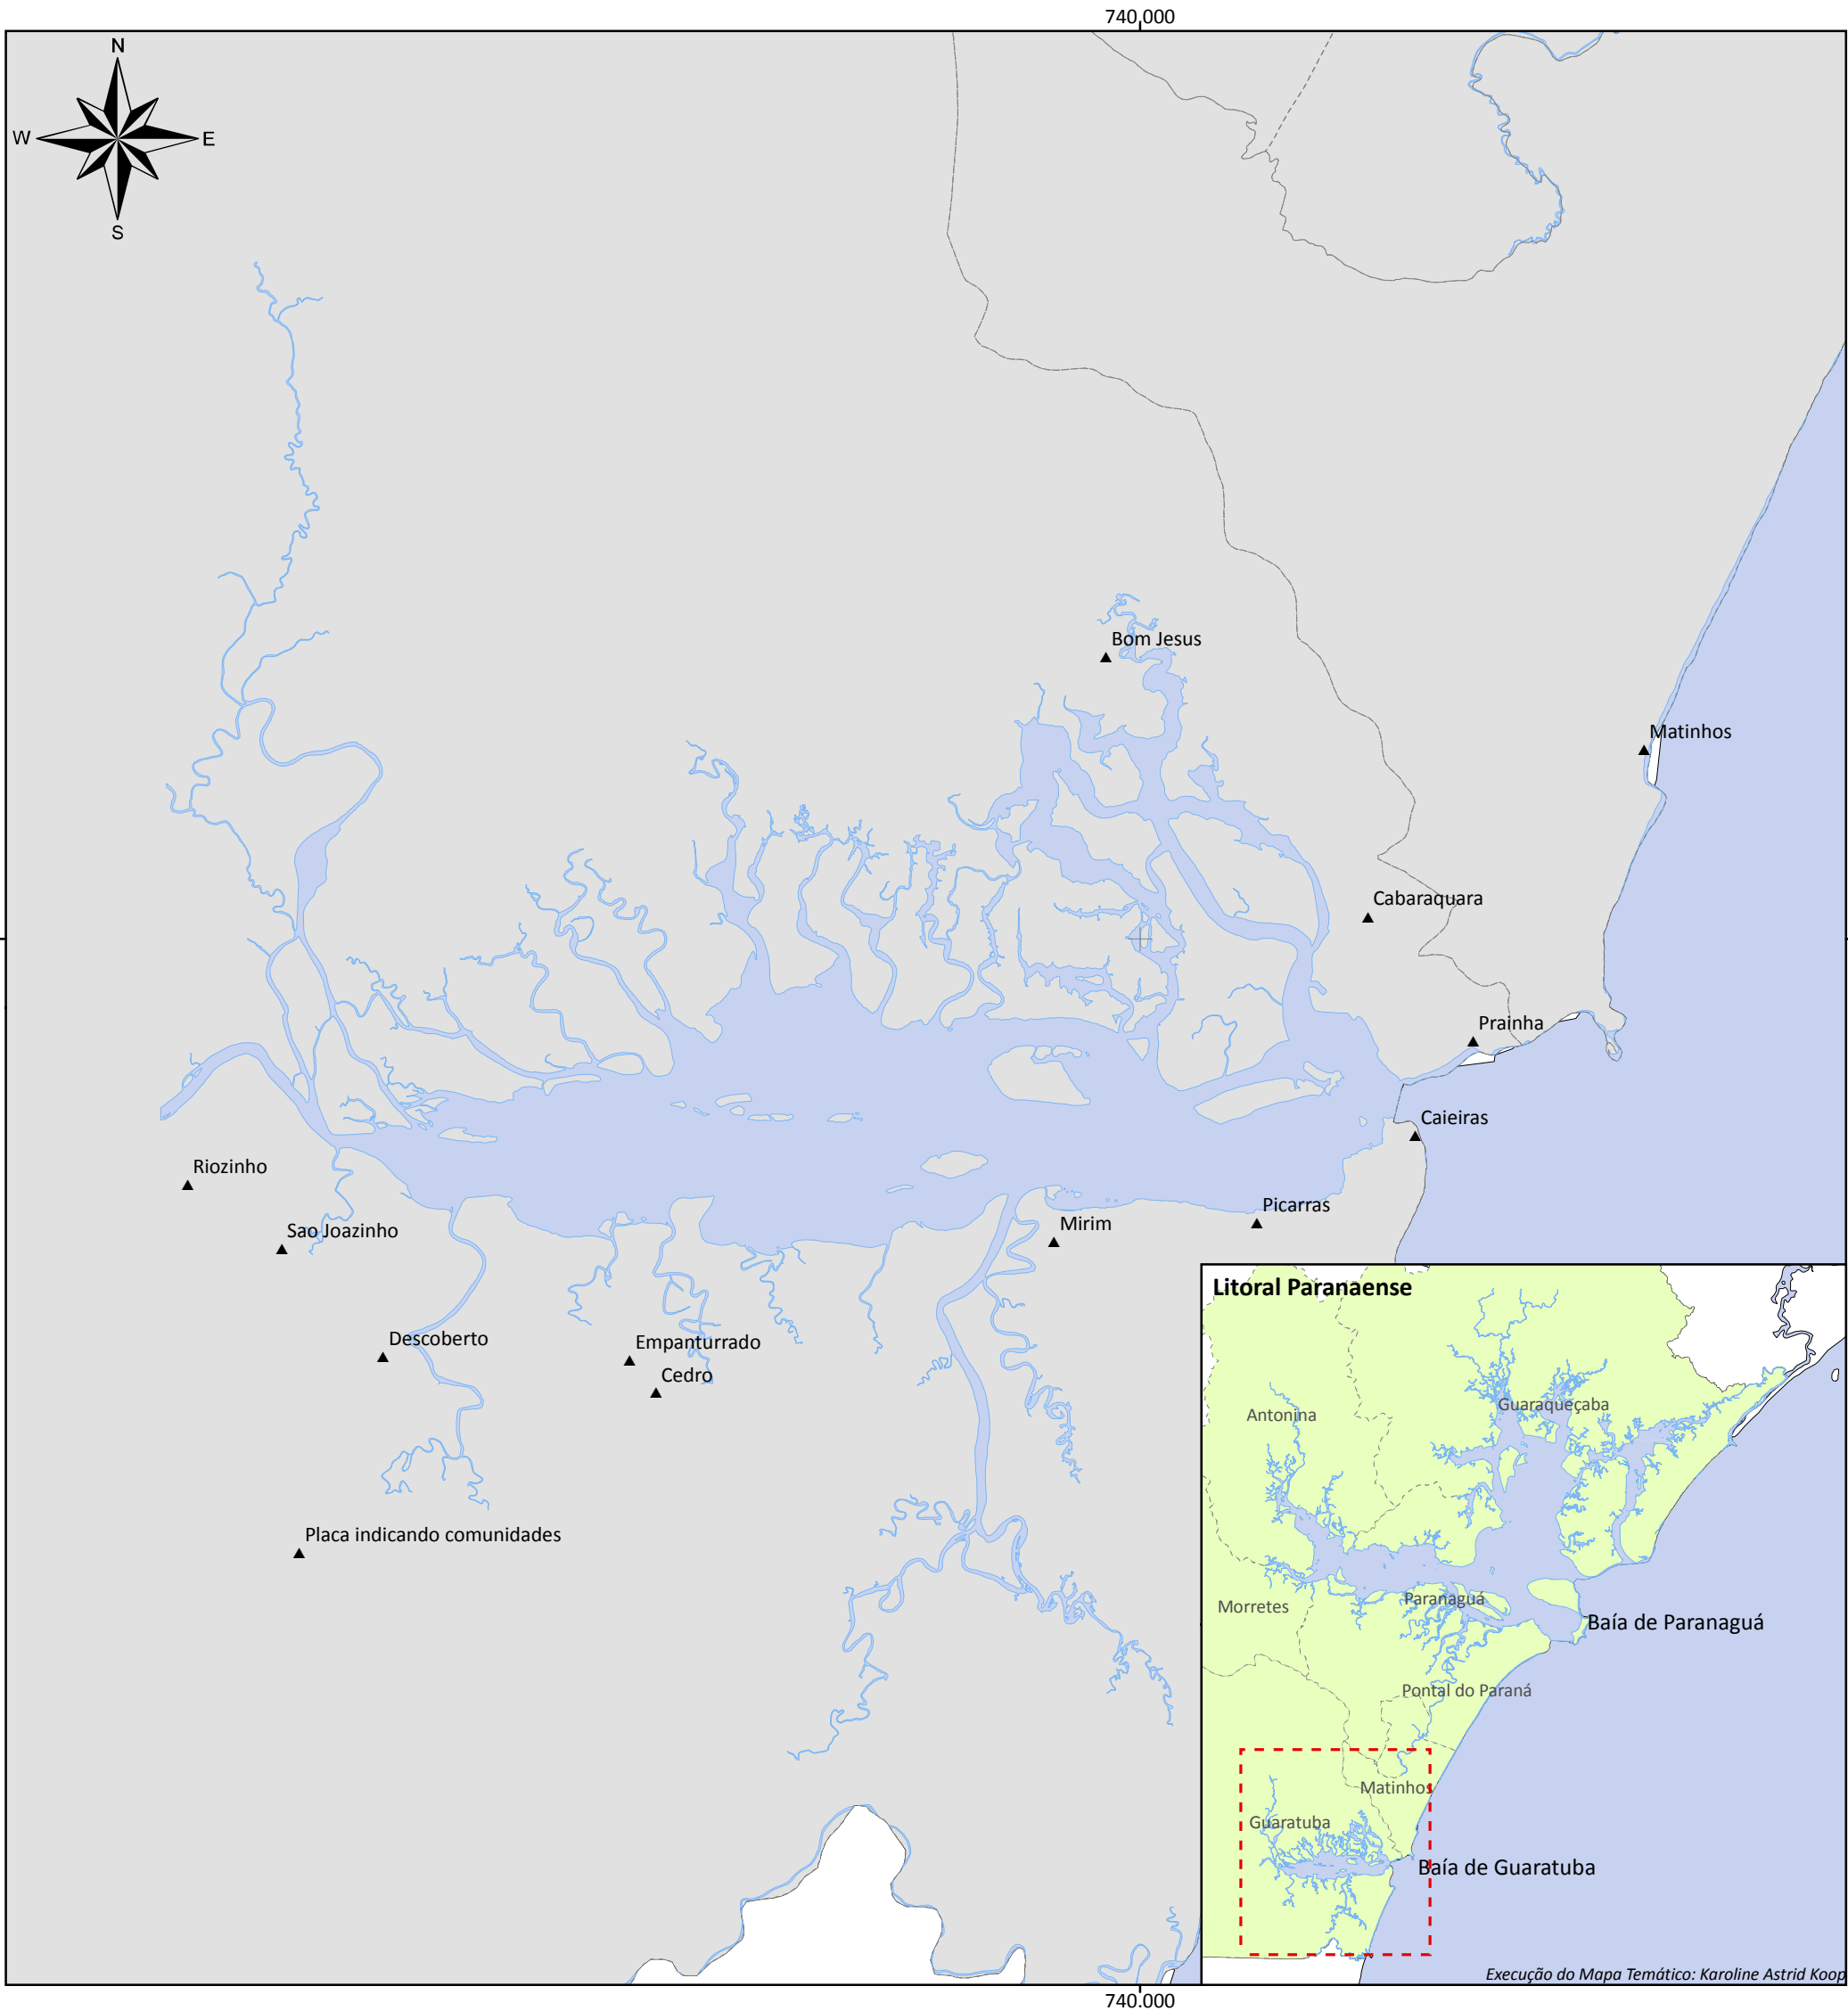 740.000
N
W
E
S
Bom Jesus
Matinhos
Cabaraquara
Prainha
Caieiras
Riozinho
Picarras
Mirim
Sao Joazinho
Descoberto
Empanturrado
Cedro
Placa indicando comunidades
Litoral Paranaense
Guaraqueçaba
Antonina
Paranaguá
Morretes
Baía de Paranaguá
Pontal do Paraná
Matinhos
Guaratuba
Baía de Guaratuba
Execução do Mapa Temático: Karoline Astrid Koop
740.000